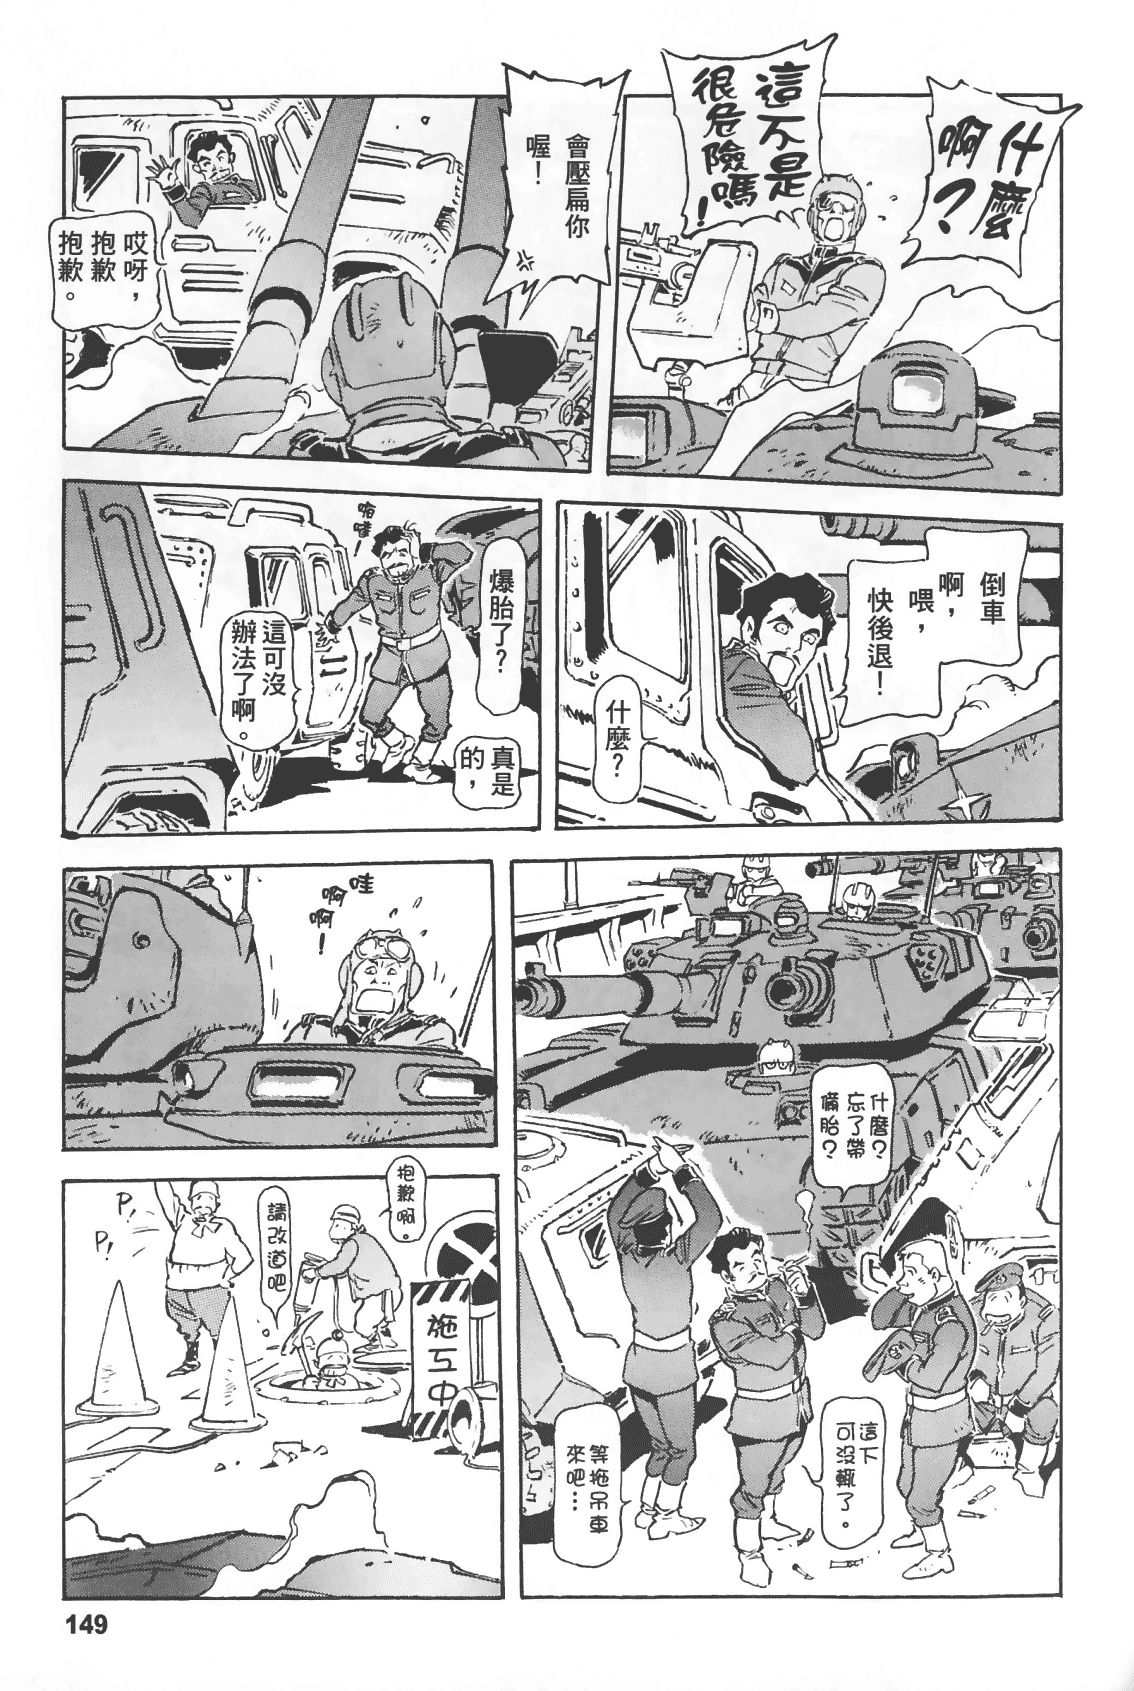 什麼
啊？
這不是
很危險嗎！
會壓扁你
喔！
哎呀，
抱歉
抱歉。
倒車
啊，
喂，
快後退！
什麼？
爆胎了？
啪喳！
這可沒
辦法了啊。
真是
的，
什麼？
忘了帶
備胎？
這下
可沒轍了。
等拖吊車
來吧…
哇
啊
啊！
抱歉啊。
請改道吧
P!
P!
施工中
149